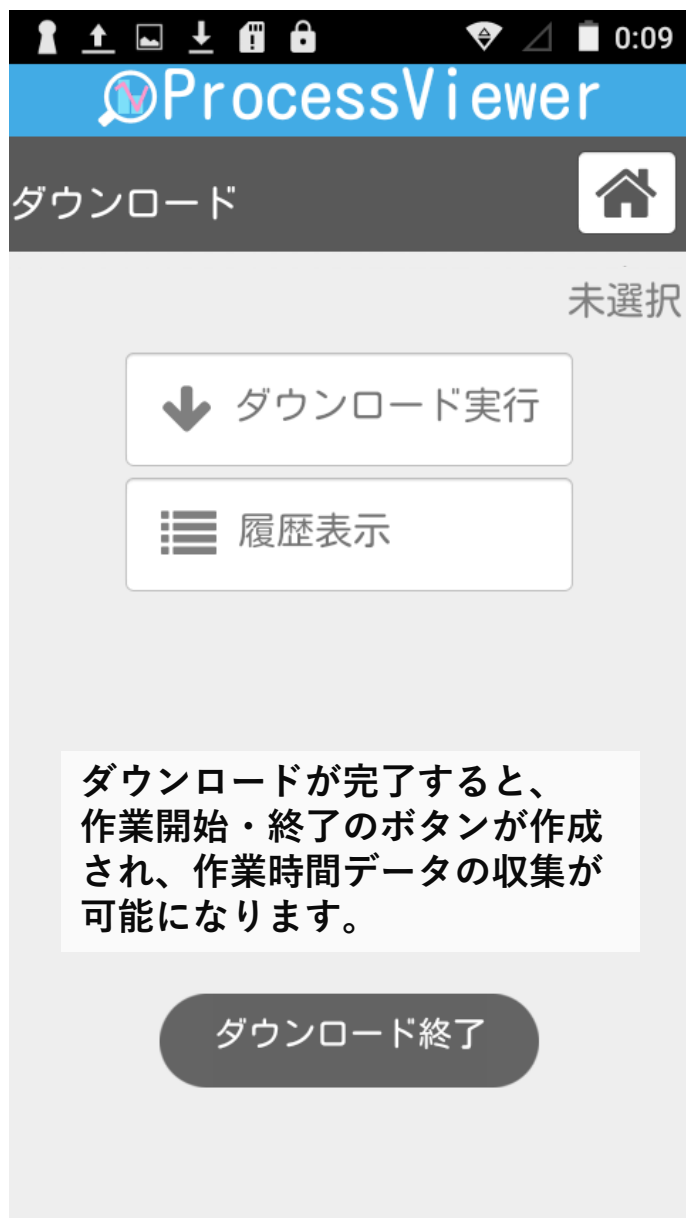 0:09
ProcessViewer
ダウンロード
未選択
ダウンロード実行
履歴表示
ダウンロードが完了すると、
作業開始・終了のボタンが作成
され、作業時間データの収集が
可能になります。
ダウンロード終了